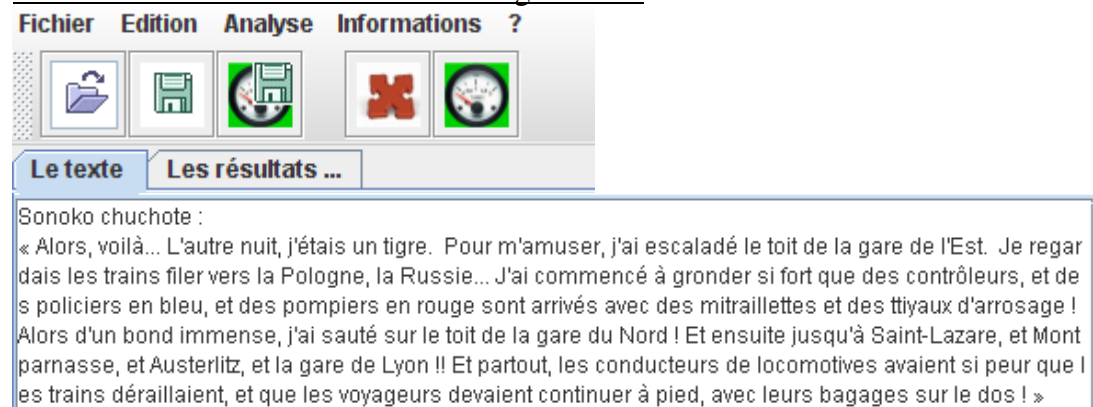 Fichier Edition Analyse Informations ?
Le texte Les résultats ...
Sonoko chuchote :
« Alors, voilà... L'autre nuit, j'étais un tigre. Pour m'amuser, j'ai escaladé le toit de la gare de l'Est. Je regar
dais les trains filer vers la Pologne, la Russie... J'ai commencé à gronder si fort que des contrôleurs, et de
s policiers en bleu, et des pompiers en rouge sont arrivés avec des mitraillettes et des ttiyaux d'arrosage !
Alors d'un bond immense, j'ai sauté sur le toit de la gare du Nord ! Et ensuite jusqu'à Saint-Lazare, et Mont
parnasse, et Austerlitz, et la gare de Lyon !! Et partout, les conducteurs de locomotives avaient si peur que l
es trains déraillaient, et que les voyageurs devaient continuer à pied, avec leurs bagages sur le dos ! »